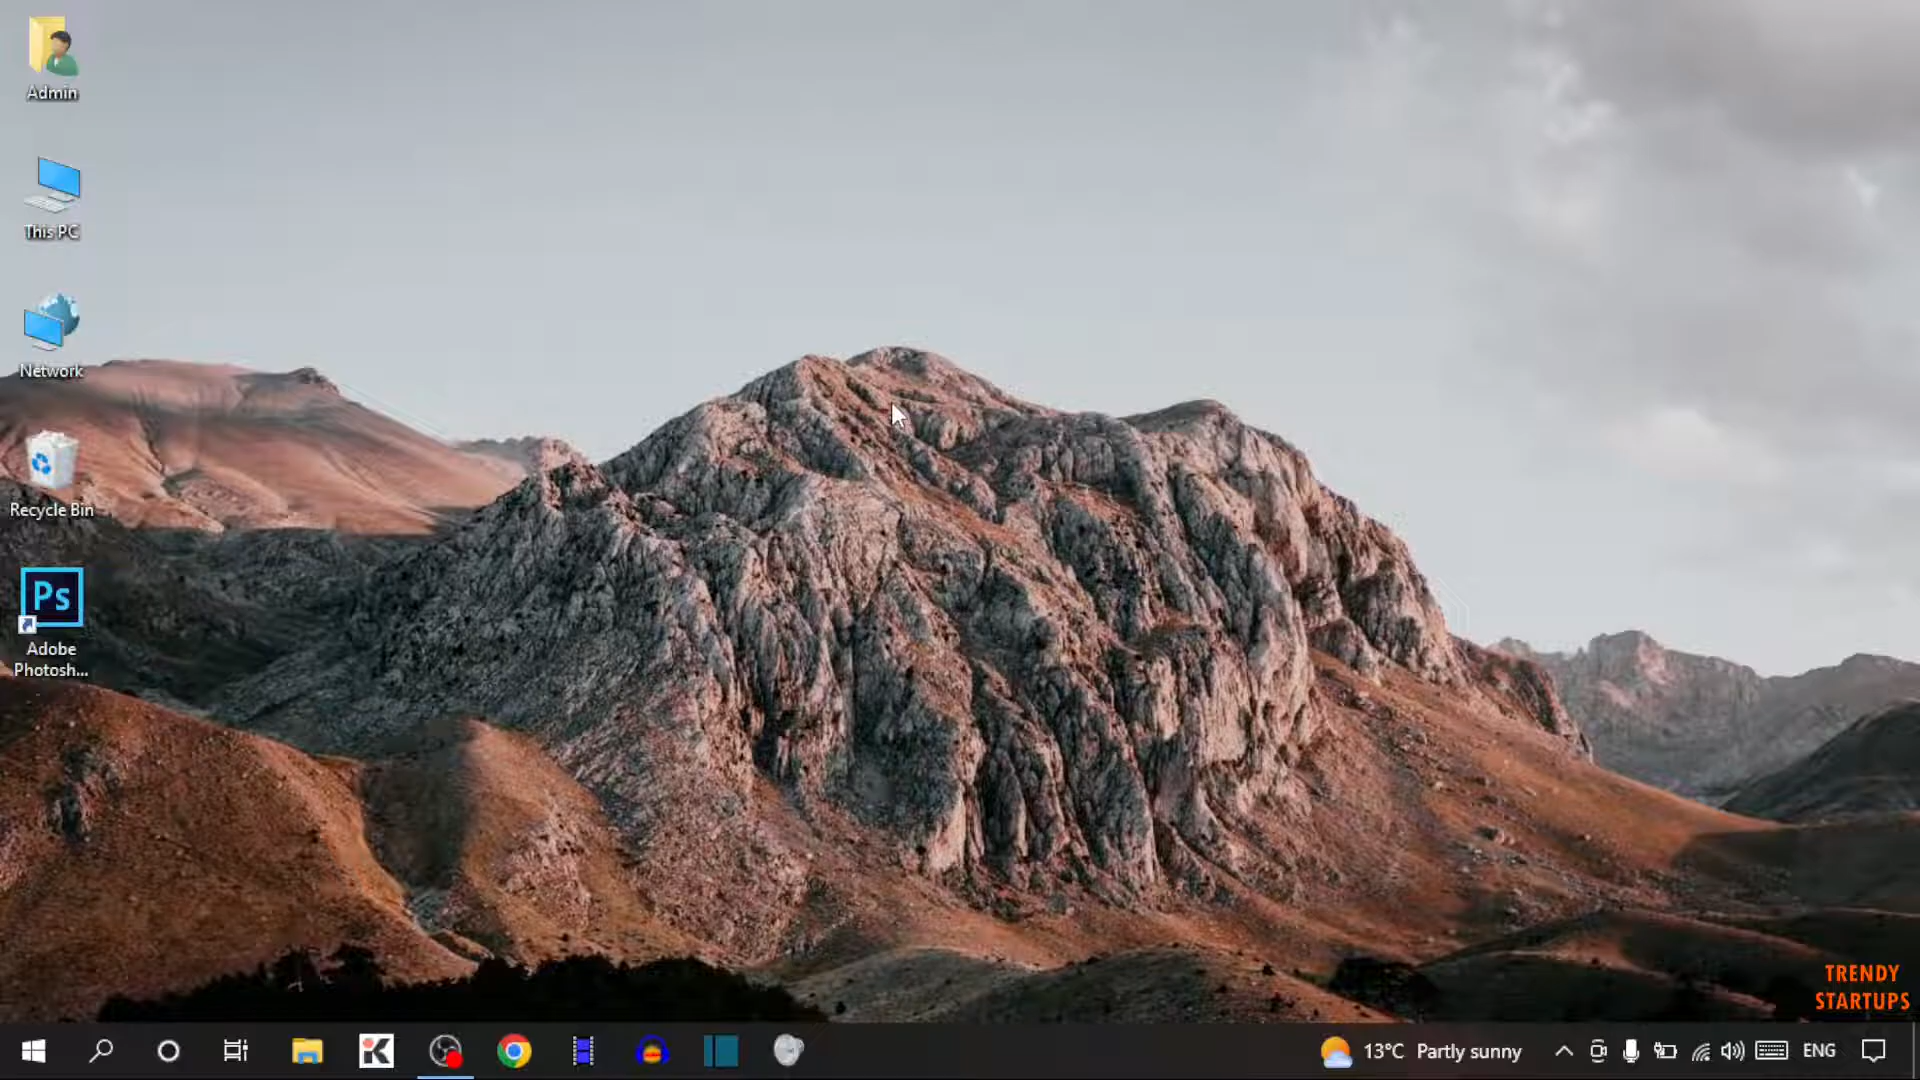 Admin
This PC
Network
Recycle Bin
Ps
Adobe
Photosh...
TRENDY
STARTUPS
13°C Partly sunny
ENG